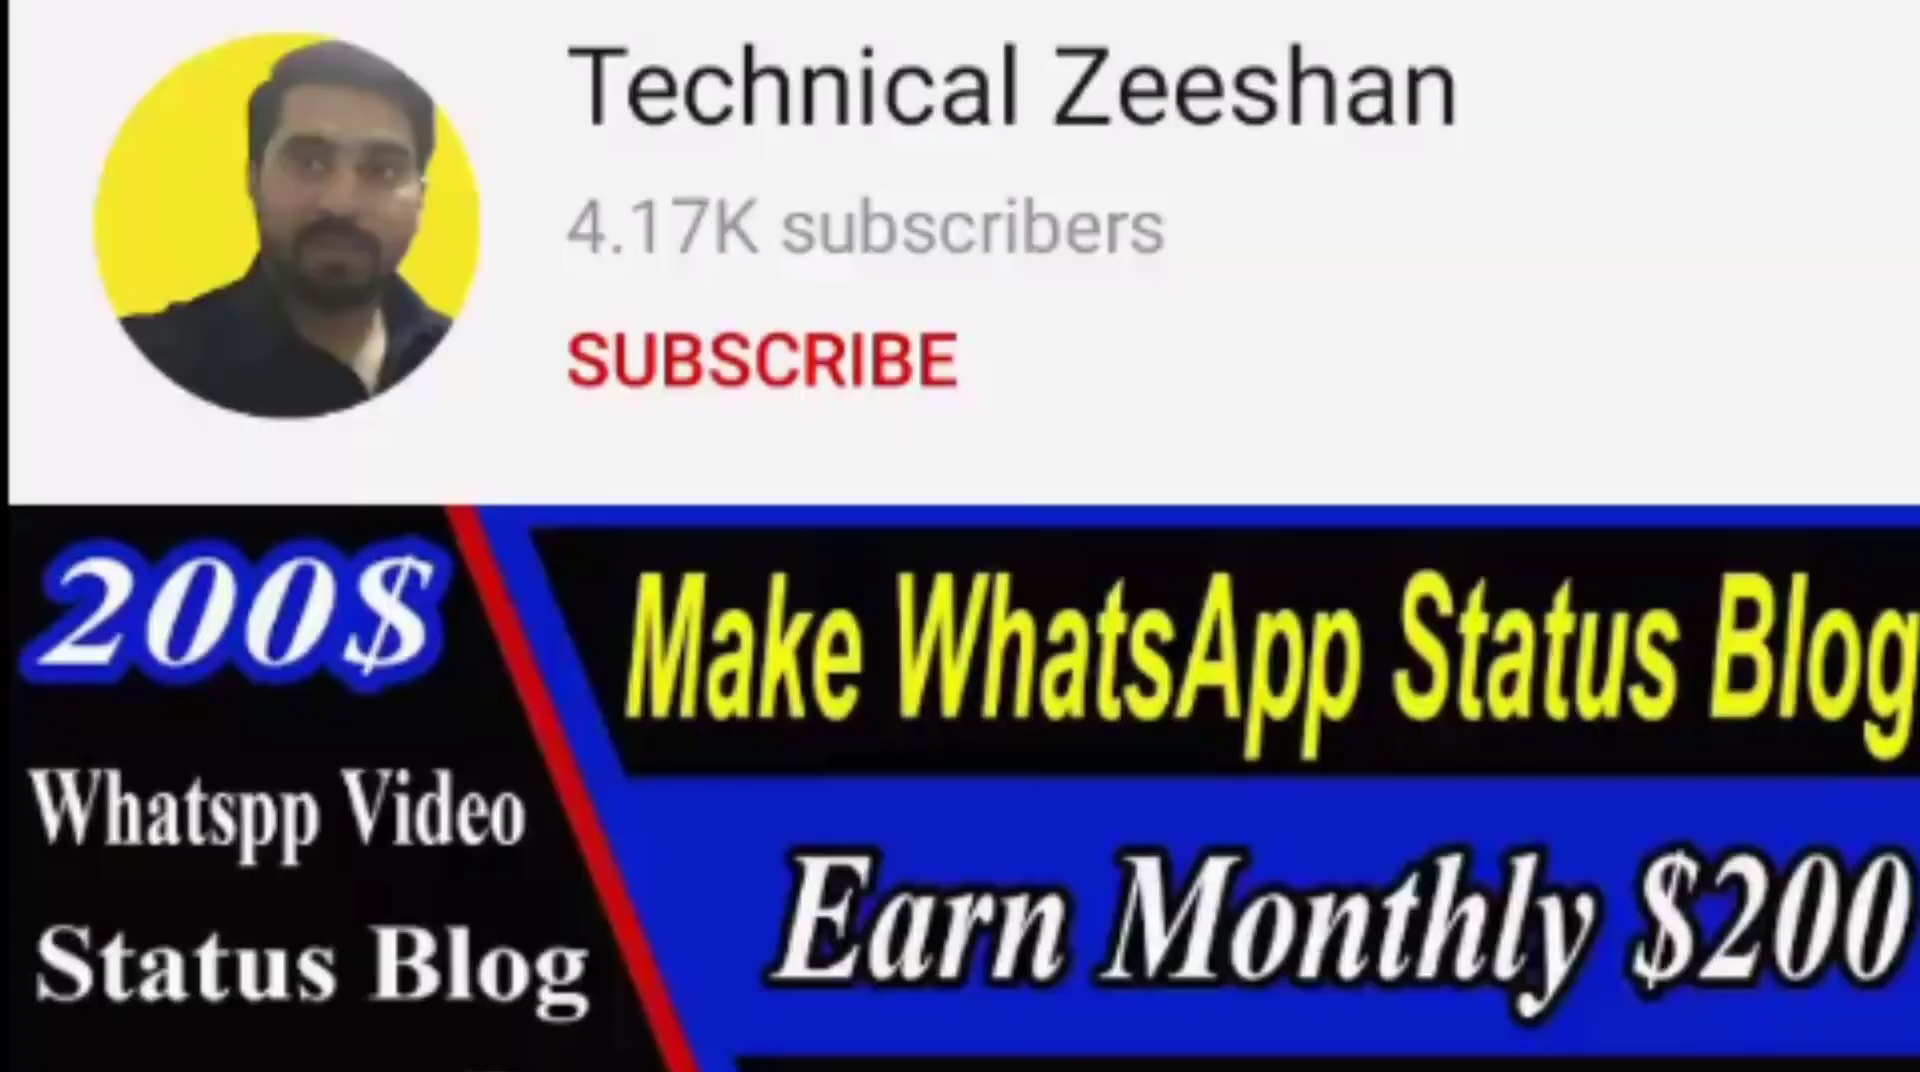 Technical Zeeshan
4.17K subscribers
SUBSCRIBE
200$
Whatspp Video
Status Blog
Make WhatsApp Status Blog
Earn Monthly $200